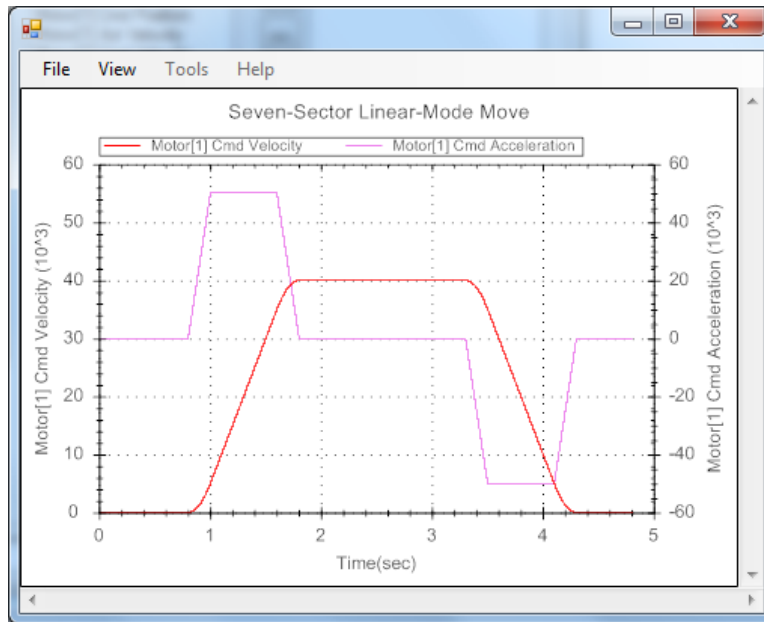 File View Tools Help
Seven-Sector Linear-Mode Move
Motor[1] Cmd Velocity Motor[1] Cmd Acceleration
Motor[1] Cmd Velocity (10^3)
60
50
40
30
20
10
0
60
40
20
0
-20
-40
-60
Motor[1] Cmd Acceleration (10^3)
0 1 2 3 4 5
Time(sec)